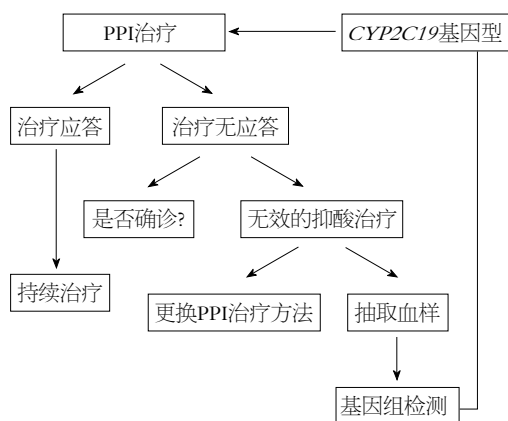 PPI治疗
CYP2C19基因型
治疗应答
治疗无应答
是否确诊?
无效的抑酸治疗
持续治疗
更换PPI治疗方法
抽取血样
基因组检测